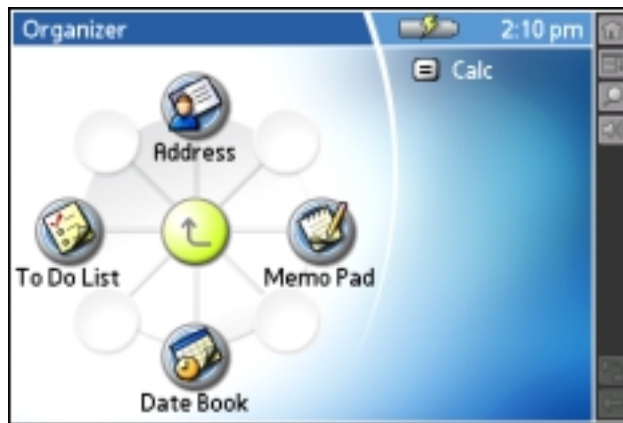 Organizer
2:10 pm
Calc
Address
To Do List
Memo Pad
Date Book